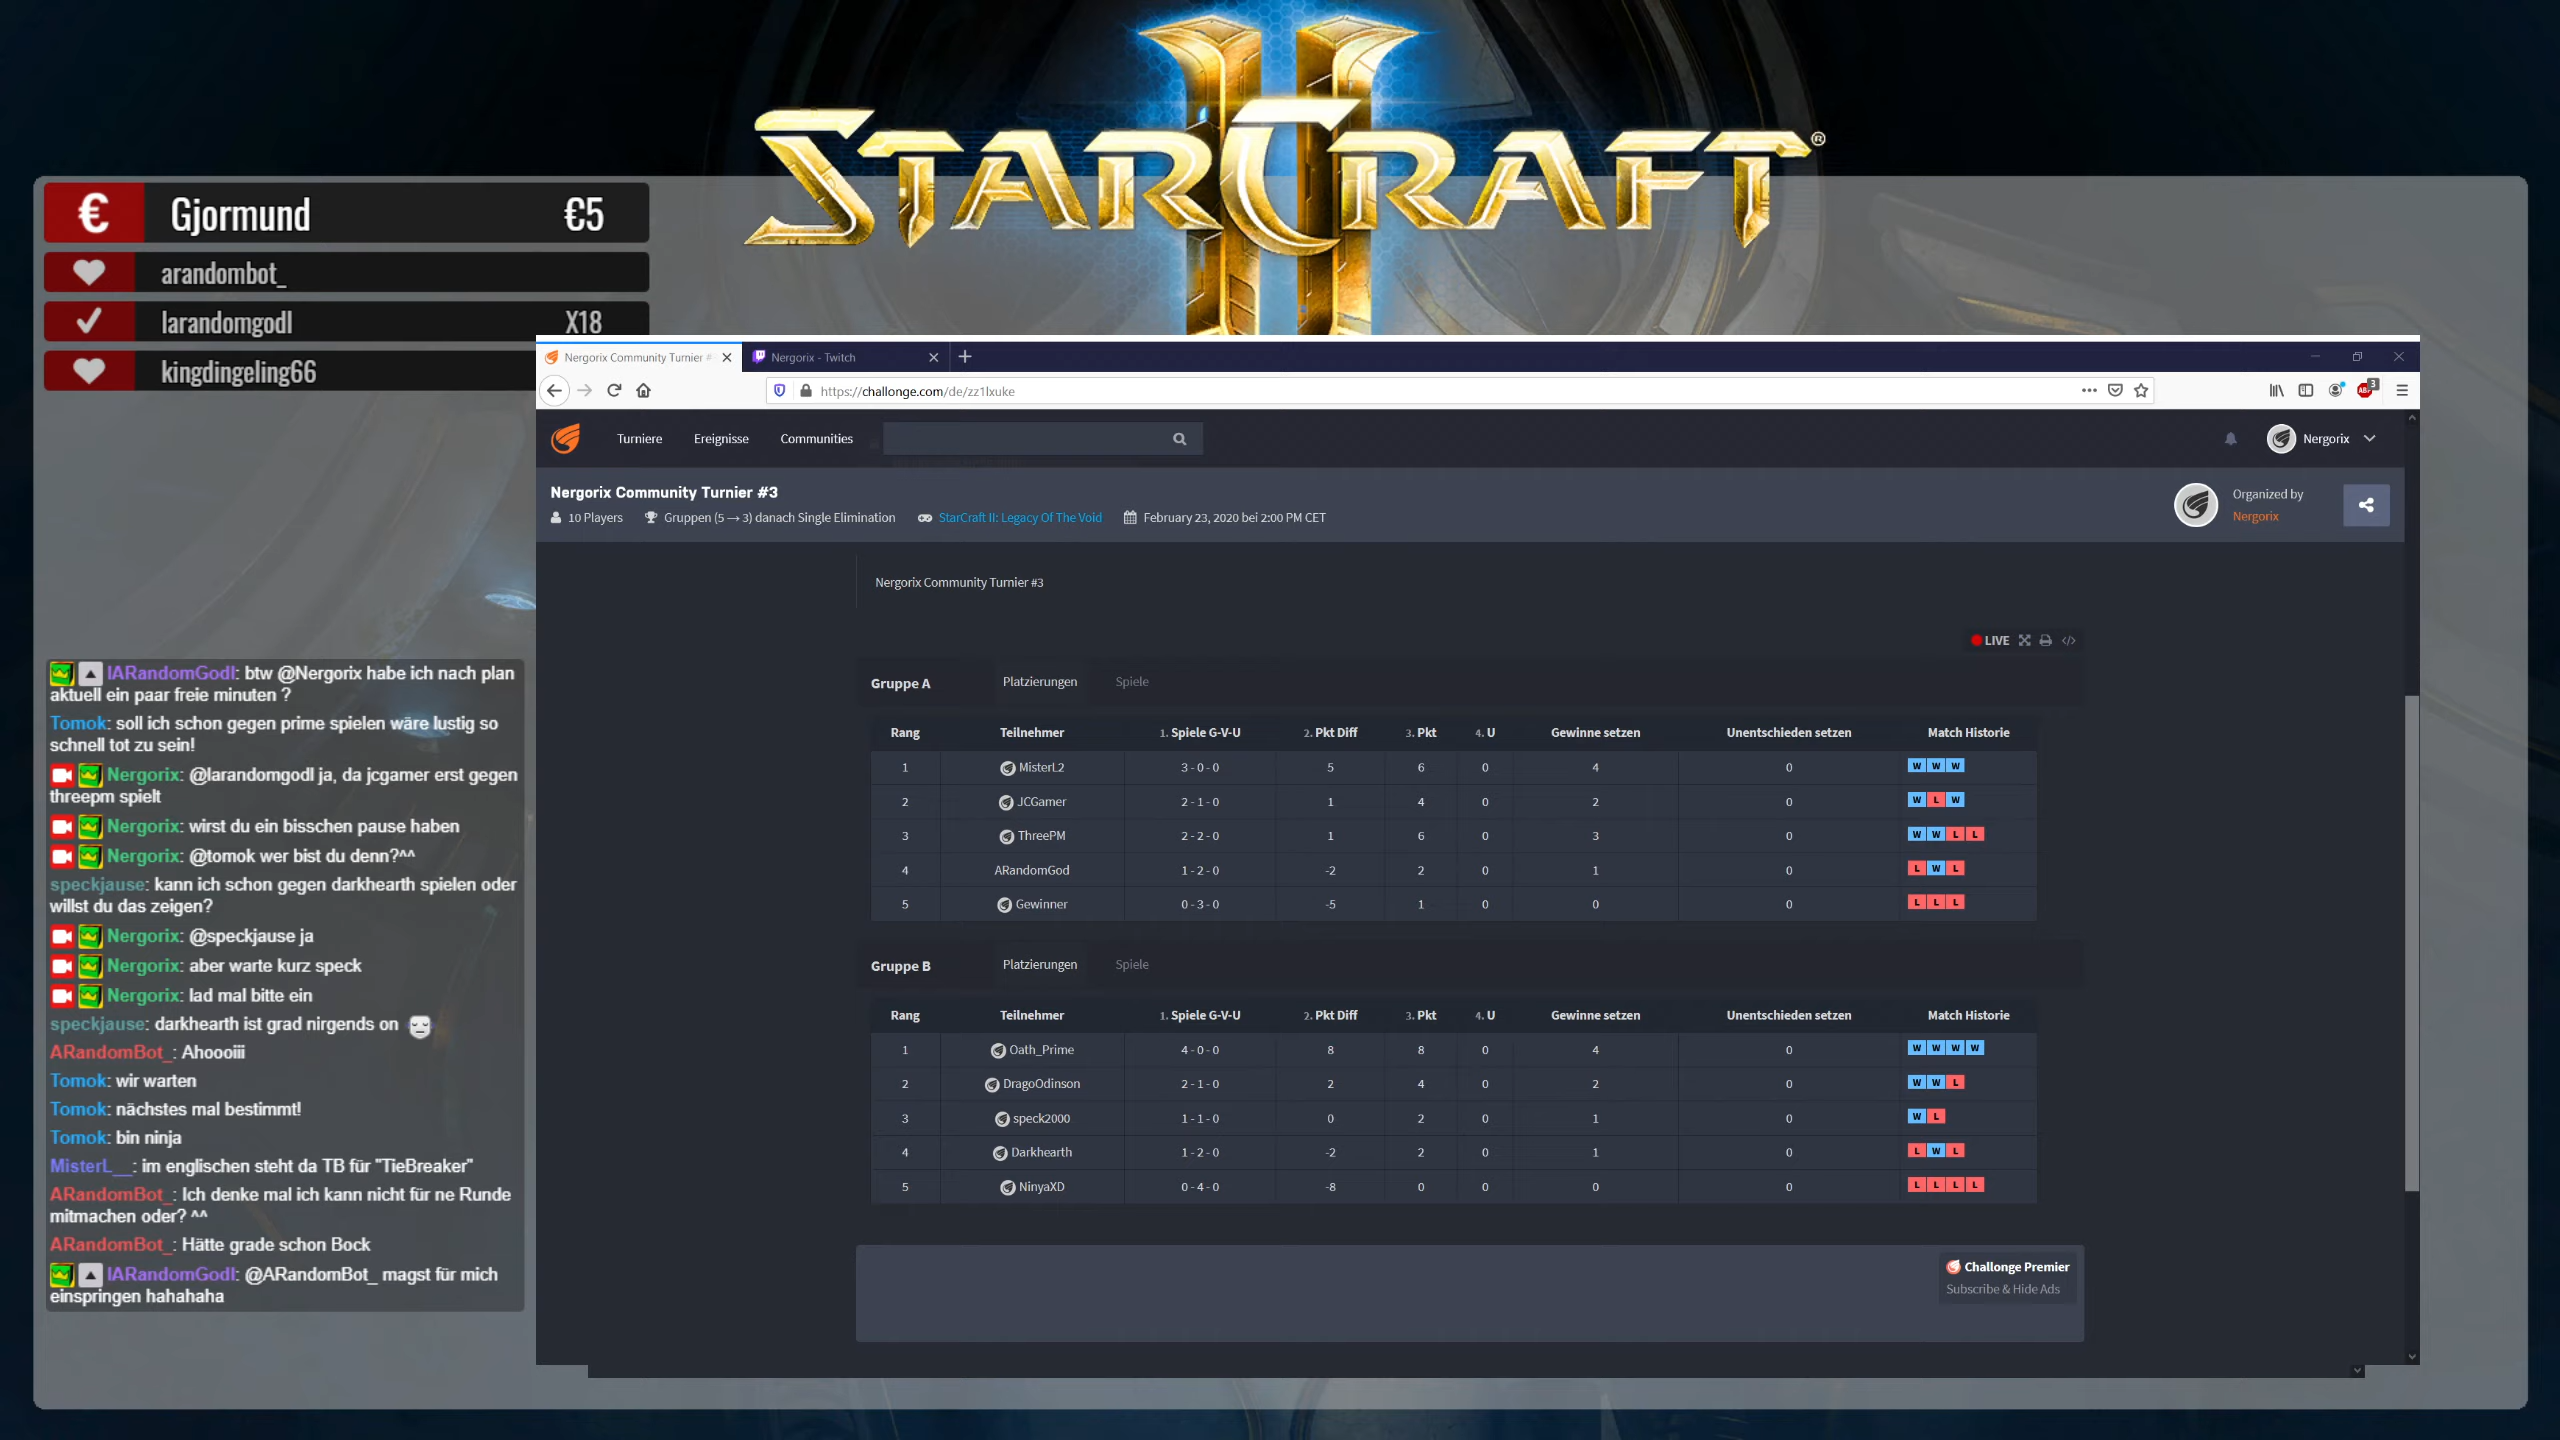 STARCRAFT®
II
€ Gjormund €5
arandombot_
larandomgodl X18
kingdingeling66
Nergorix Community Turnier #
Nergorix - Twitch
https://challonge.com/de/zz1lxuke
ABP 3
Turniere Ereignisse Communities
Nergorix
Nergorix Community Turnier #3
10 Players Gruppen (5 → 3) danach Single Elimination StarCraft II: Legacy Of The Void February 23, 2020 bei 2:00 PM CET
Organized by
Nergorix
Nergorix Community Turnier #3
LIVE
Gruppe A Platzierungen Spiele
Rang Teilnehmer 1. Spiele G-V-U 2. Pkt Diff 3. Pkt 4. U Gewinne setzen Unentschieden setzen Match Historie
1 MisterL2 3 - 0 - 0 5 6 0 4 0 W W W
2 JCGamer 2 - 1 - 0 1 4 0 2 0 W L W
3 ThreePM 2 - 2 - 0 1 6 0 3 0 W W L L
4 ARandomGod 1 - 2 - 0 -2 2 0 1 0 L W L
5 Gewinner 0 - 3 - 0 -5 1 0 0 0 L L L
Gruppe B Platzierungen Spiele
Rang Teilnehmer 1. Spiele G-V-U 2. Pkt Diff 3. Pkt 4. U Gewinne setzen Unentschieden setzen Match Historie
1 Oath_Prime 4 - 0 - 0 8 8 0 4 0 W W W W
2 DragoOdinson 2 - 1 - 0 2 4 0 2 0 W W L
3 speck2000 1 - 1 - 0 0 2 0 1 0 W L
4 Darkhearth 1 - 2 - 0 -2 2 0 1 0 L W L
5 NinyaXD 0 - 4 - 0 -8 0 0 0 0 L L L L
Challonge Premier
Subscribe & Hide Ads
lARandomGodl: btw @Nergorix habe ich nach plan
aktuell ein paar freie minuten ?
Tomok: soll ich schon gegen prime spielen wäre lustig so
schnell tot zu sein!
Nergorix: @larandomgodl ja, da jcgamer erst gegen
threepm spielt
Nergorix: wirst du ein bisschen pause haben
Nergorix: @tomok wer bist du denn?^^
speckjause: kann ich schon gegen darkhearth spielen oder
willst du das zeigen?
Nergorix: @speckjause ja
Nergorix: aber warte kurz speck
Nergorix: lad mal bitte ein
speckjause: darkhearth ist grad nirgends on
ARandomBot_: Ahoooiii
Tomok: wir warten
Tomok: nächstes mal bestimmt!
Tomok: bin ninja
MisterL__: im englischen steht da TB für "TieBreaker"
ARandomBot_: Ich denke mal ich kann nicht für ne Runde
mitmachen oder? ^^
ARandomBot_: Hätte grade schon Bock
lARandomGodl: @ARandomBot_ magst für mich
einspringen hahahaha